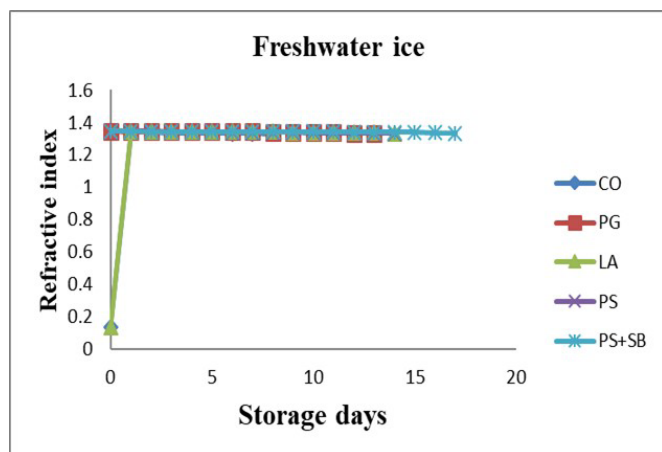 Freshwater ice
Refractive index
1.6
1.4
1.2
1
0.8
0.6
0.4
0.2
0
0 5 10 15 20
Storage days
CO
PG
LA
PS
PS+SB